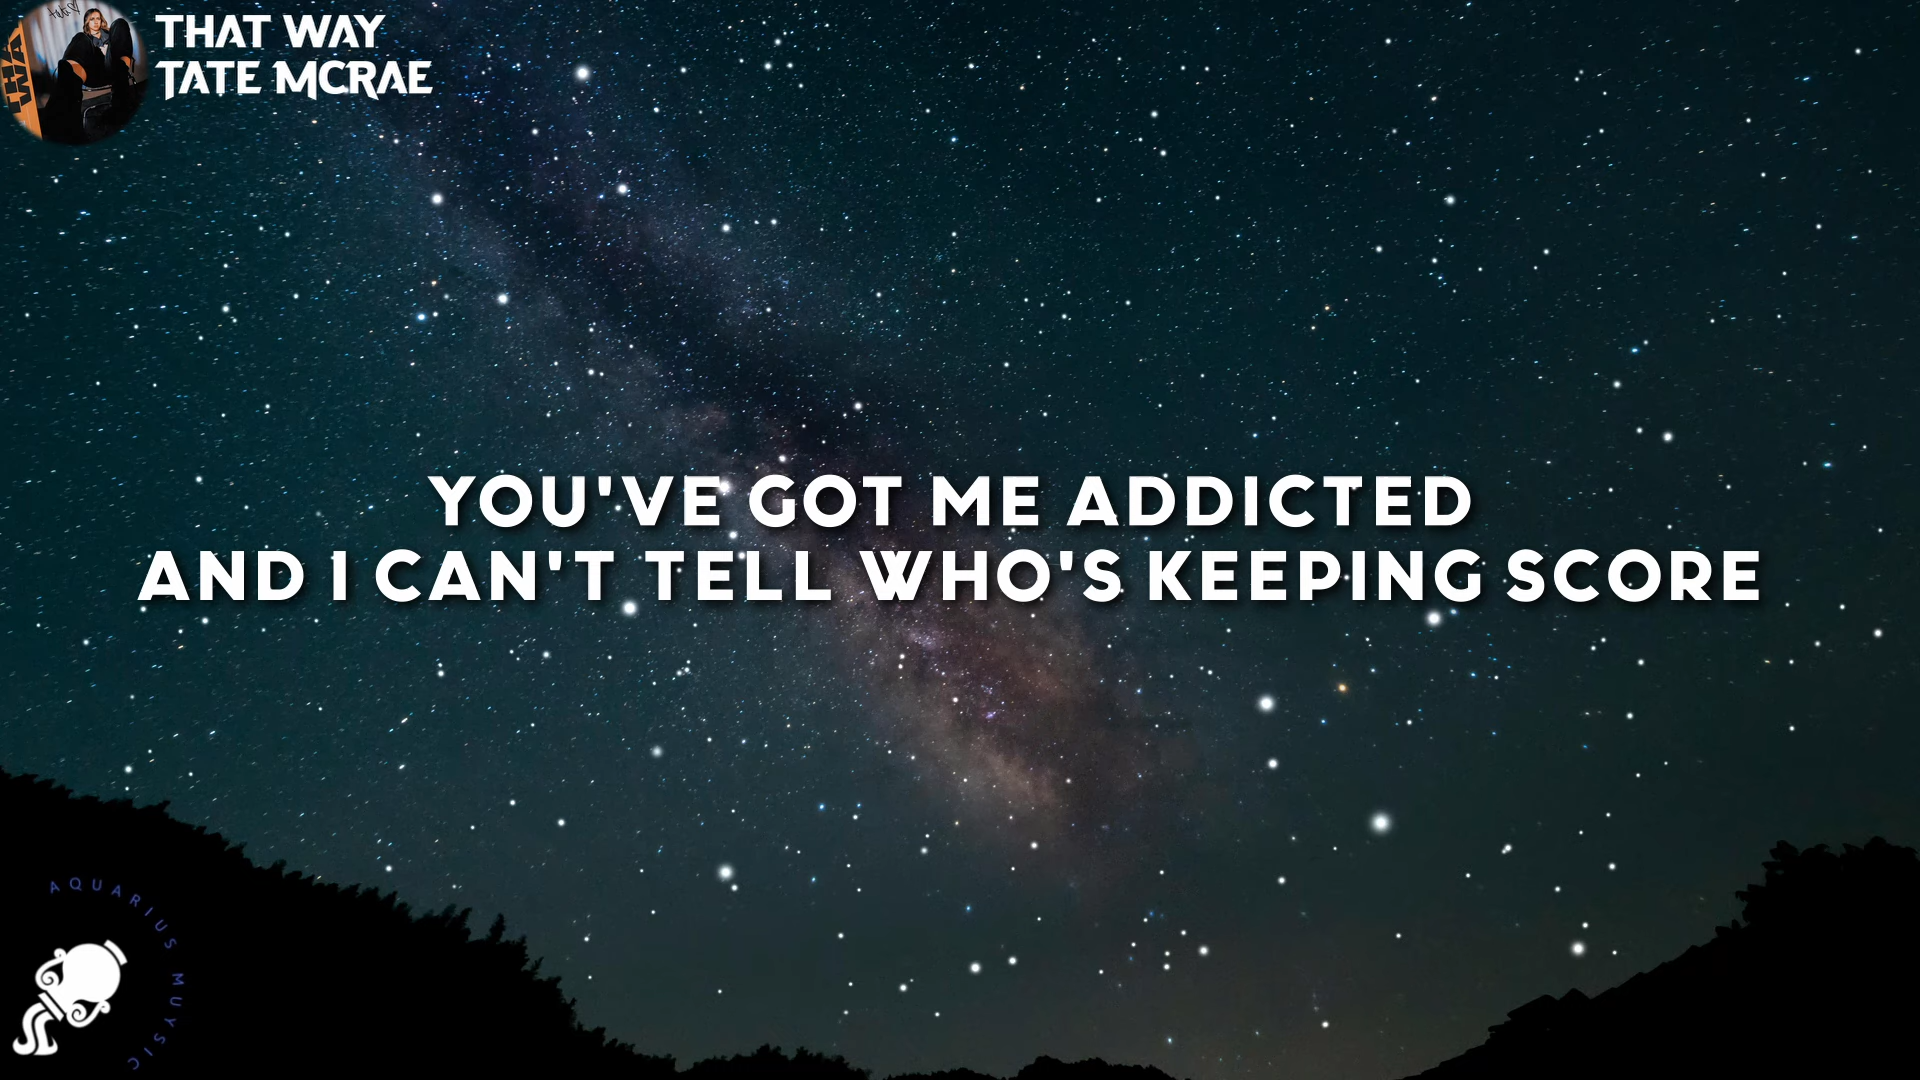 THAT WAY
TATE MCRAE
YOU'VE GOT ME ADDICTED
AND I CAN'T TELL WHO'S KEEPING SCORE
AQUARIUS MUYSIC